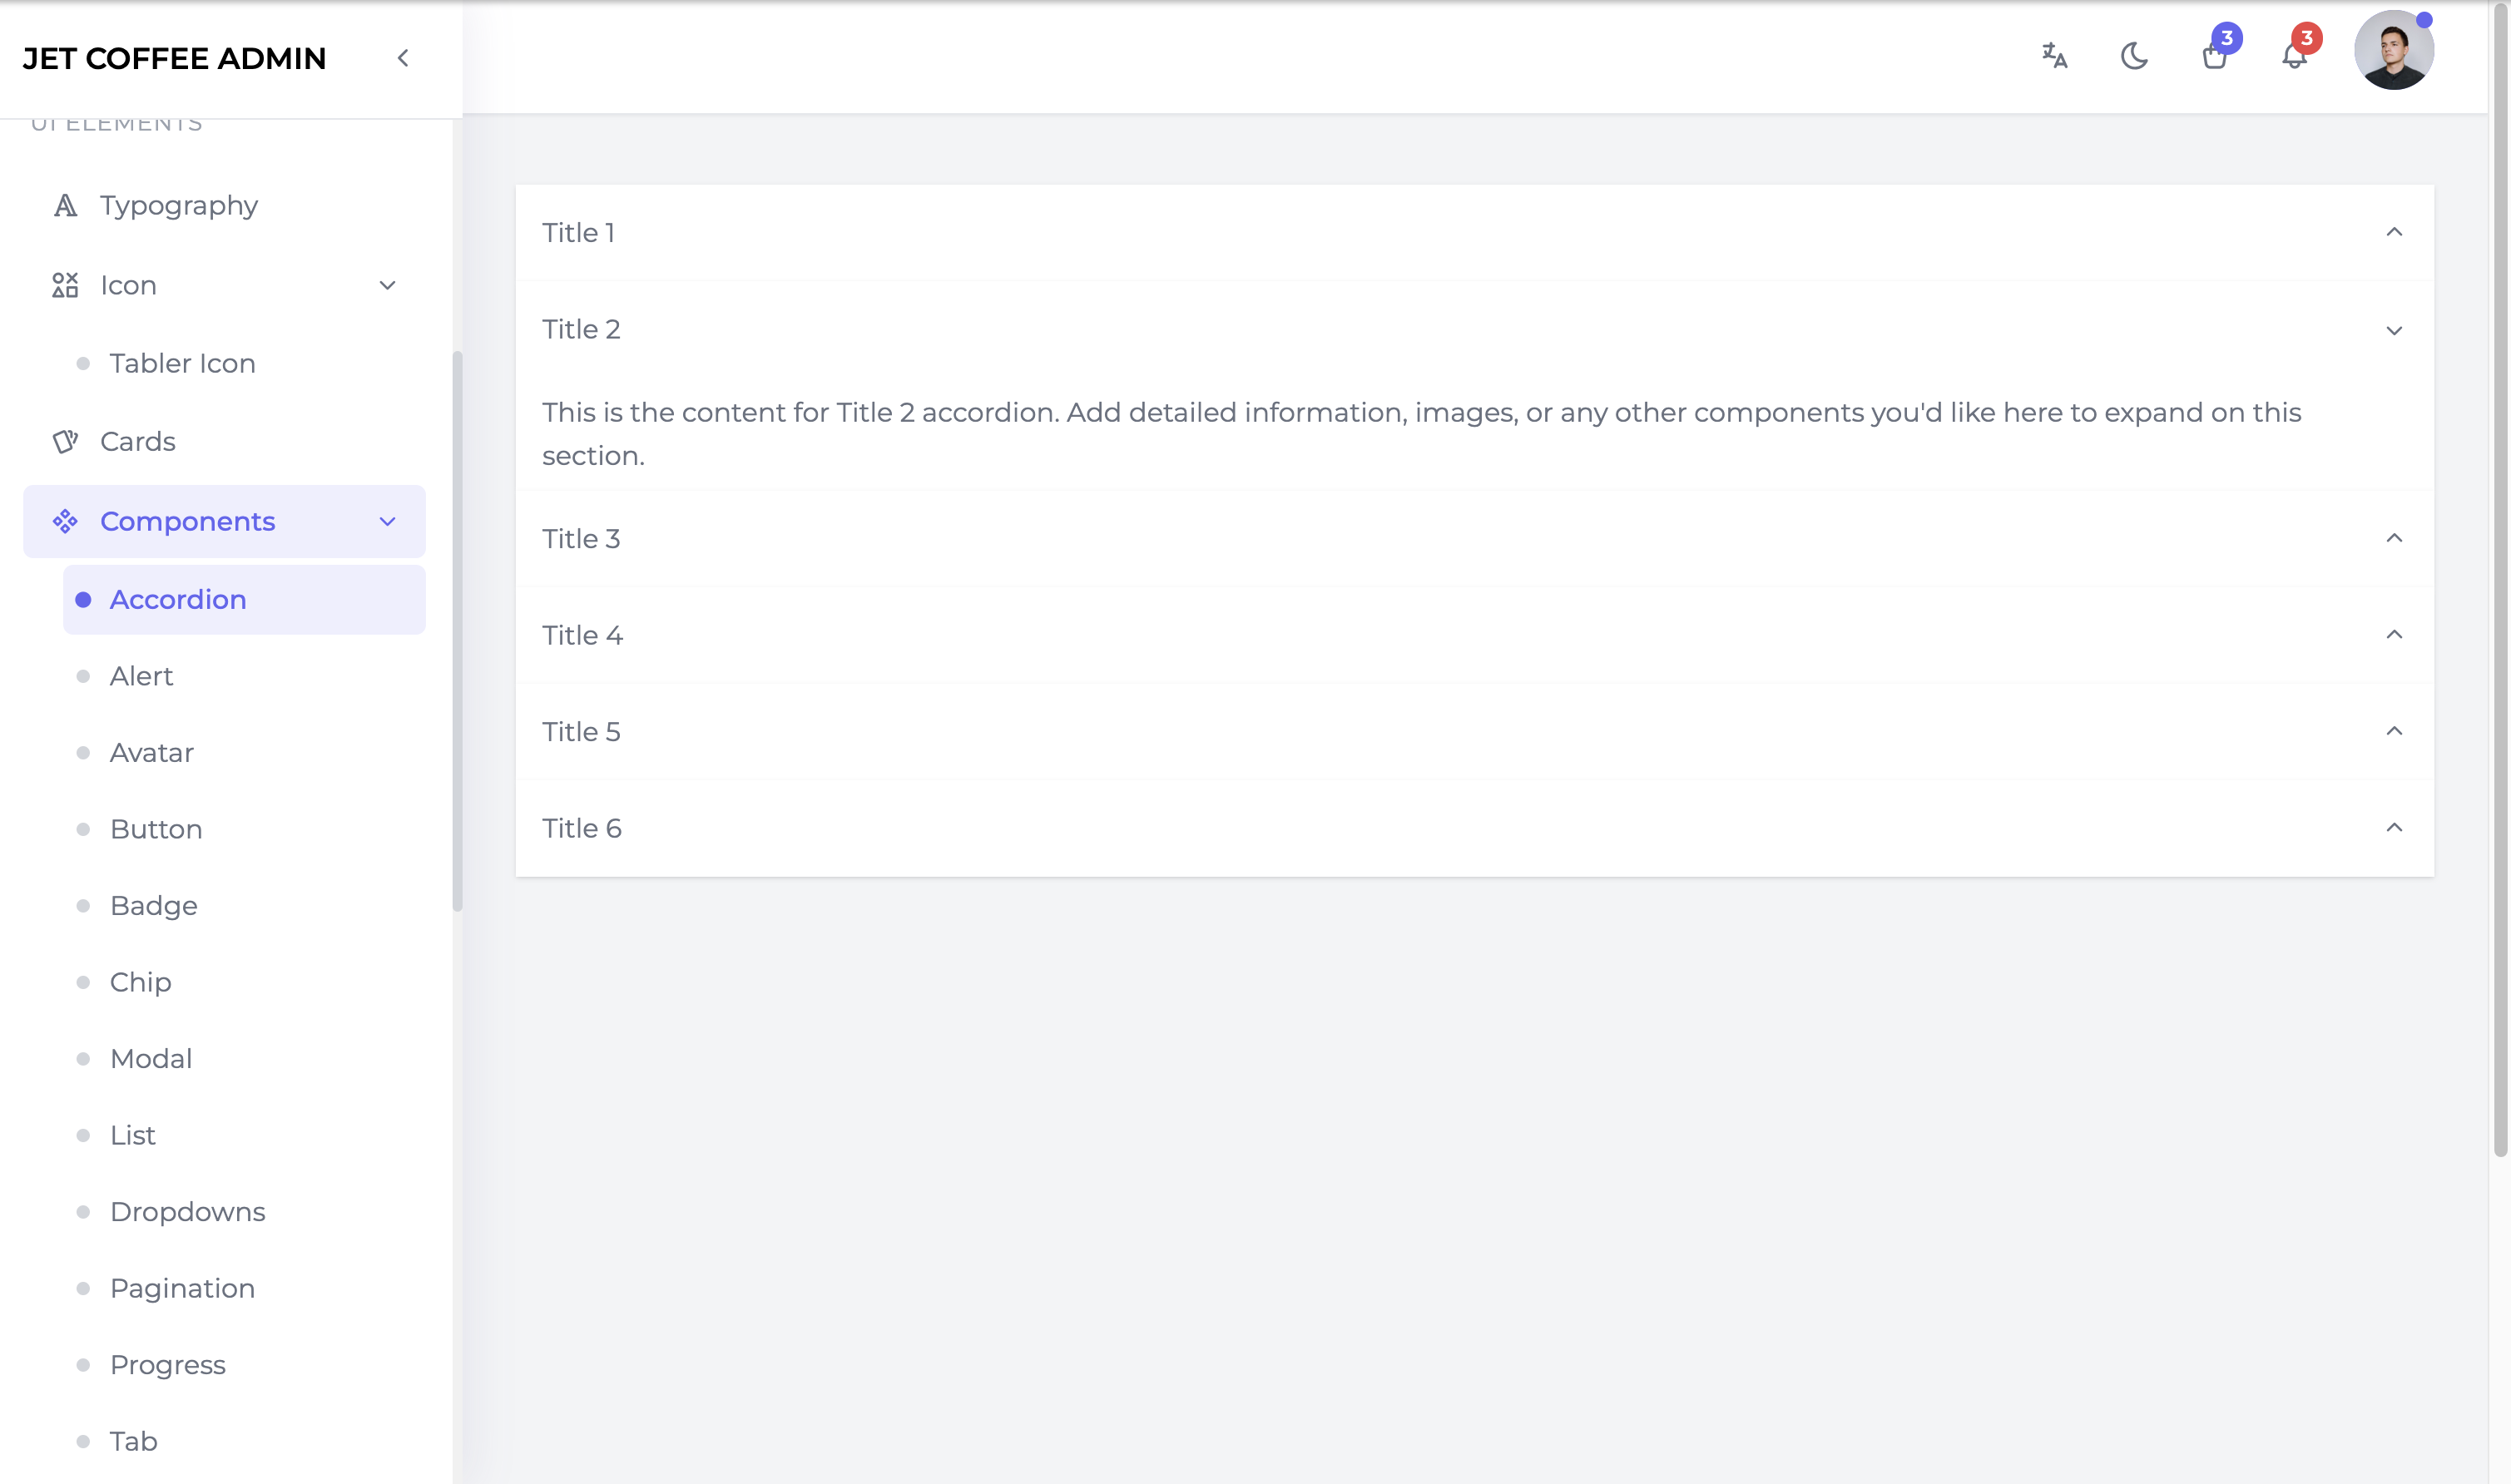 JET COFFEE ADMIN
3
3
UI ELEMENTS
Typography
Icon
Tabler Icon
Cards
Components
Accordion
Alert
Avatar
Button
Badge
Chip
Modal
List
Dropdowns
Pagination
Progress
Tab
Title 1
Title 2
This is the content for Title 2 accordion. Add detailed information, images, or any other components you'd like here to expand on this
section.
Title 3
Title 4
Title 5
Title 6